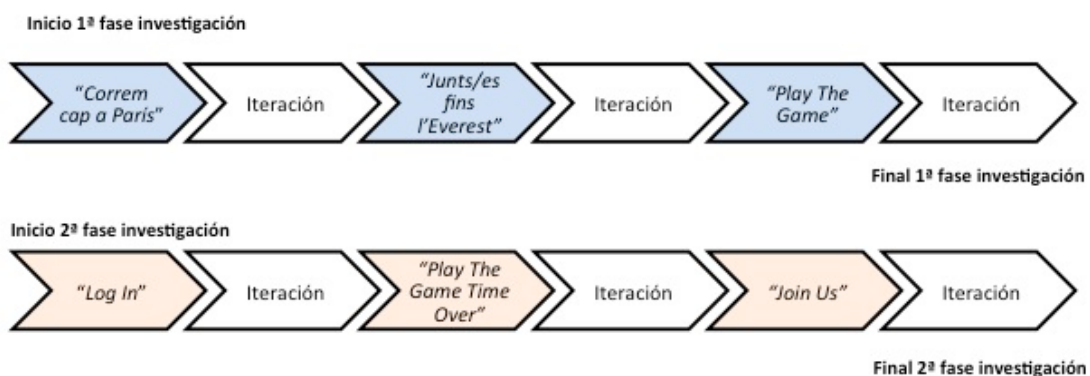 Inicio 1ª fase investigación
“Correm
cap a París”
Iteración
“Junts/es
fins
l’Everest”
Iteración
“Play The
Game”
Iteración
Final 1ª fase investigación
Inicio 2ª fase investigación
“Log In”
Iteración
“Play The
Game Time
Over”
Iteración
“Join Us”
Iteración
Final 2ª fase investigación